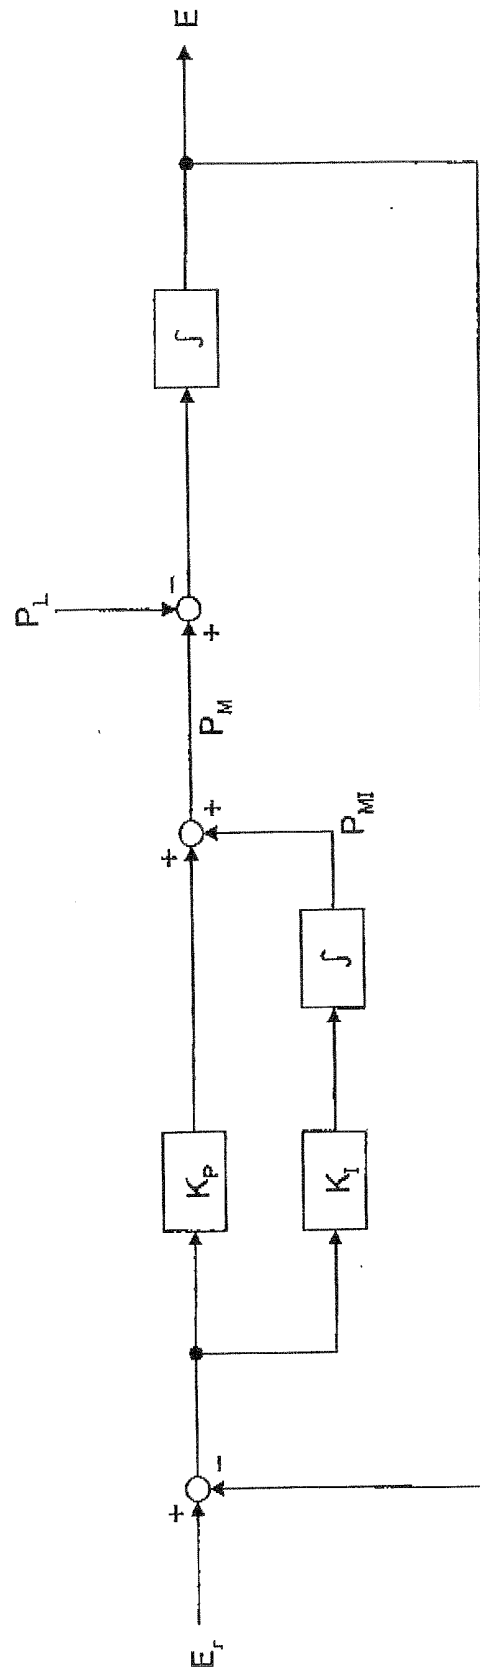 E_r
+
−
K_P
K_I
∫
+
+
P_MI
P_M
+
−
P_L
∫
E